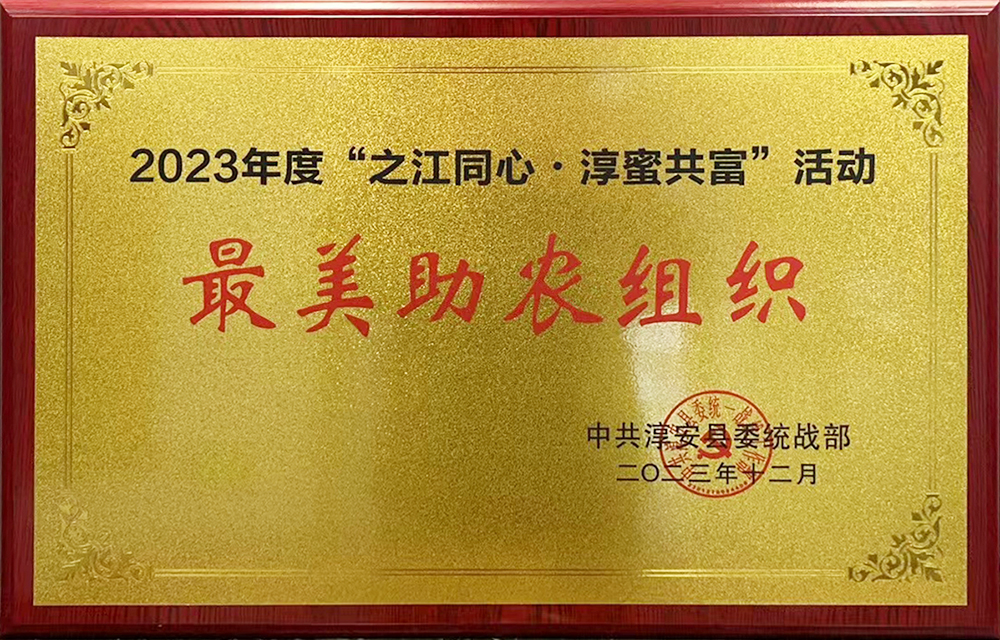 2023年度“之江同心·淳蜜共富”活动
最美助农组织
中共淳安县委统战部
二〇二三年十二月